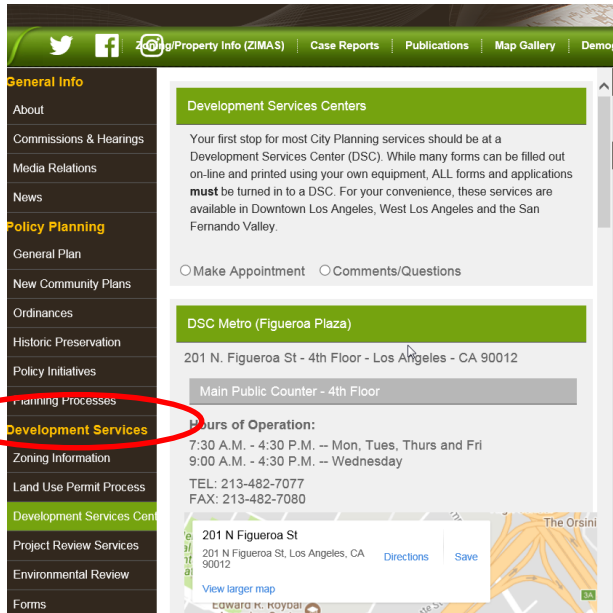 Zoning/Property Info (ZIMAS) Case Reports Publications Map Gallery
General Info
About
Commissions & Hearings
Media Relations
News
Policy Planning
General Plan
New Community Plans
Ordinances
Historic Preservation
Policy Initiatives
Planning Processes
Development Services
Zoning Information
Land Use Permit Process
Development Services Cent
Project Review Services
Environmental Review
Forms
Development Services Centers
Your first stop for most City Planning services should be at a
Development Services Center (DSC). While many forms can be filled out
on-line and printed using your own equipment, ALL forms and applications
must be turned in to a DSC. For your convenience, these services are
available in Downtown Los Angeles, West Los Angeles and the San
Fernando Valley.
Make Appointment Comments/Questions
DSC Metro (Figueroa Plaza)
201 N. Figueroa St - 4th Floor - Los Angeles - CA 90012
Main Public Counter - 4th Floor
Hours of Operation:
7:30 A.M. - 4:30 P.M. -- Mon, Tues, Thurs and Fri
9:00 A.M. - 4:30 P.M. -- Wednesday
TEL: 213-482-7077
FAX: 213-482-7080
201 N Figueroa St
201 N Figueroa St, Los Angeles, CA
90012
Directions Save
View larger map
The Orsini
Edward R. Roybal
3A